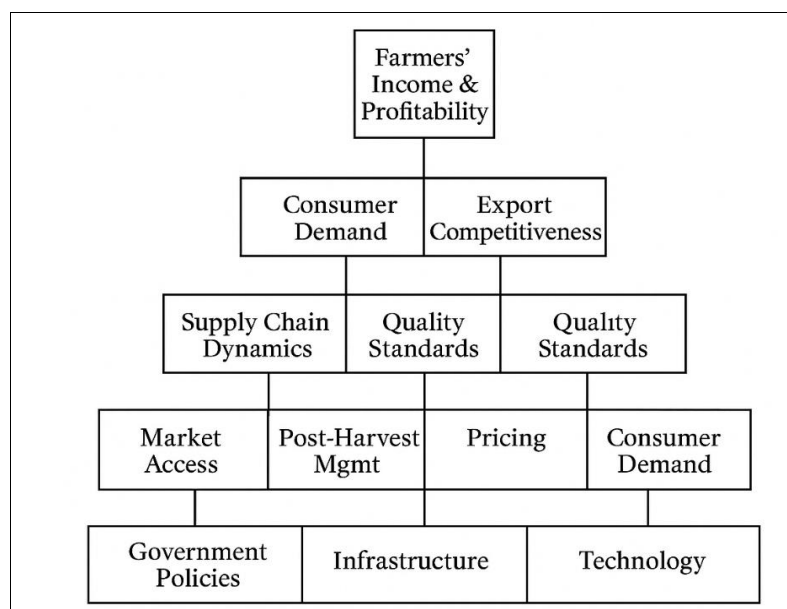 Farmers'
Income &
Profitability
Consumer
Demand
Export
Competitiveness
Supply Chain
Dynamics
Quality
Standards
Quality
Standards
Market
Access
Post-Harvest
Mgmt
Pricing
Consumer
Demand
Government
Policies
Infrastructure
Technology